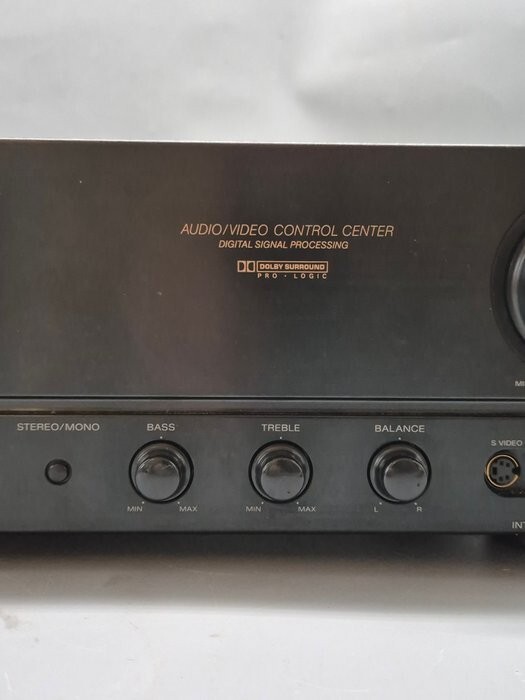 AUDIO/VIDEO CONTROL CENTER
DIGITAL SIGNAL PROCESSING
DOLBY SURROUND
PRO • LOGIC
STEREO/MONO BASS TREBLE BALANCE
S VIDEO
MIN MAX MIN MAX L R